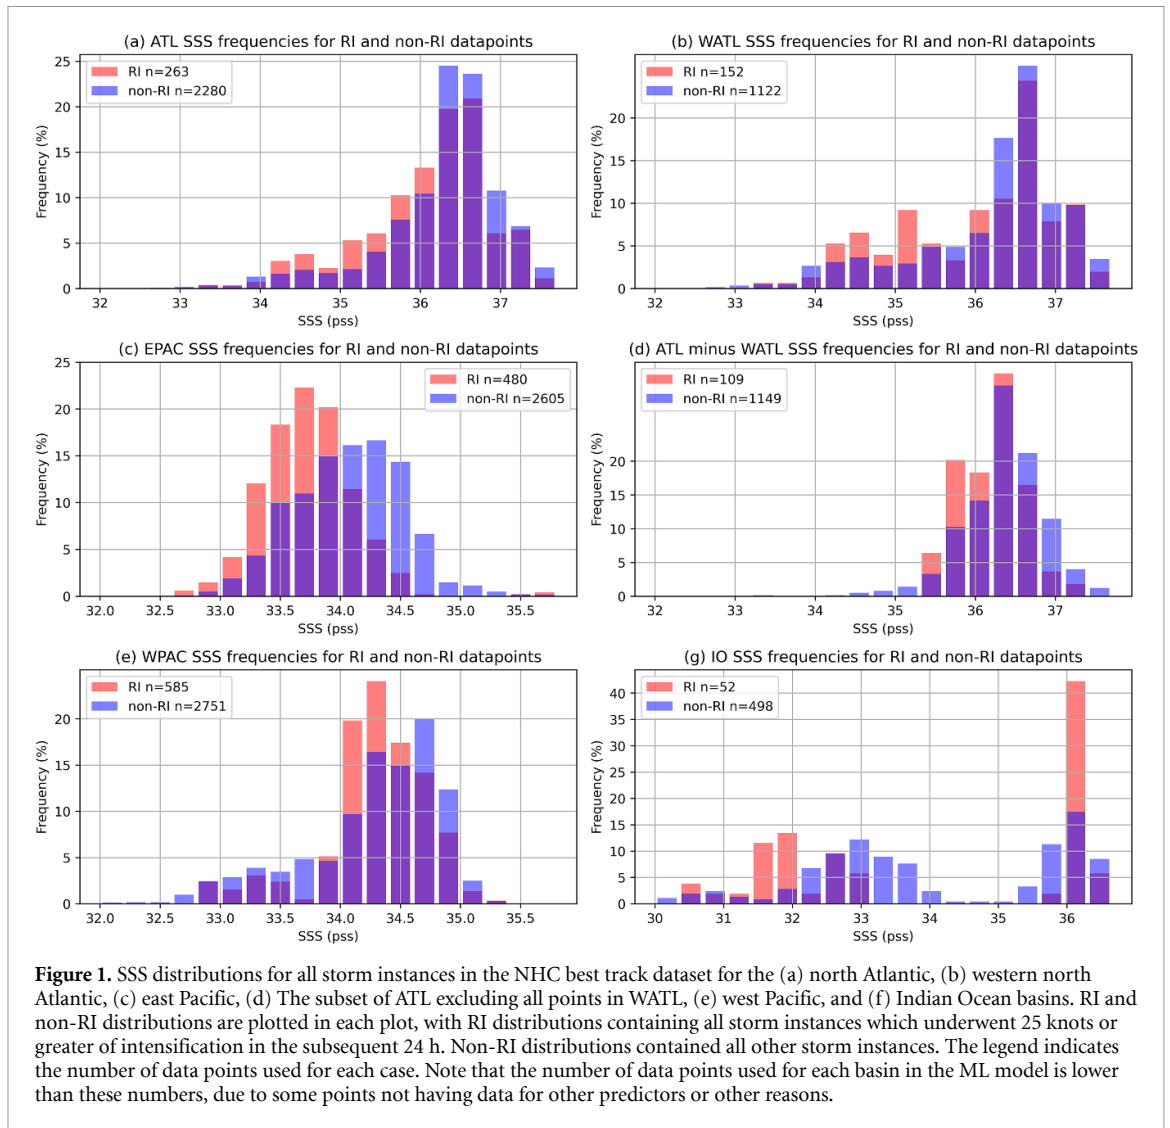 (a) ATL SSS frequencies for RI and non-RI datapoints
RI n=263
non-RI n=2280
Frequency (%)
25
20
15
10
5
0
32 33 34 35 36 37
SSS (pss)
(b) WATL SSS frequencies for RI and non-RI datapoints
RI n=152
non-RI n=1122
Frequency (%)
20
15
10
5
0
32 33 34 35 36 37
SSS (pss)
(c) EPAC SSS frequencies for RI and non-RI datapoints
RI n=480
non-RI n=2605
Frequency (%)
25
20
15
10
5
0
32.0 32.5 33.0 33.5 34.0 34.5 35.0 35.5
SSS (pss)
(d) ATL minus WATL SSS frequencies for RI and non-RI datapoints
RI n=109
non-RI n=1149
Frequency (%)
20
15
10
5
0
32 33 34 35 36 37
SSS (pss)
(e) WPAC SSS frequencies for RI and non-RI datapoints
RI n=585
non-RI n=2751
Frequency (%)
20
15
10
5
0
32.0 32.5 33.0 33.5 34.0 34.5 35.0 35.5
SSS (pss)
(g) IO SSS frequencies for RI and non-RI datapoints
RI n=52
non-RI n=498
Frequency (%)
40
35
30
25
20
15
10
5
0
30 31 32 33 34 35 36
SSS (pss)
Figure 1. SSS distributions for all storm instances in the NHC best track dataset for the (a) north Atlantic, (b) western north
Atlantic, (c) east Pacific, (d) The subset of ATL excluding all points in WATL, (e) west Pacific, and (f) Indian Ocean basins. RI and
non-RI distributions are plotted in each plot, with RI distributions containing all storm instances which underwent 25 knots or
greater of intensification in the subsequent 24 h. Non-RI distributions contained all other storm instances. The legend indicates
the number of data points used for each case. Note that the number of data points used for each basin in the ML model is lower
than these numbers, due to some points not having data for other predictors or other reasons.